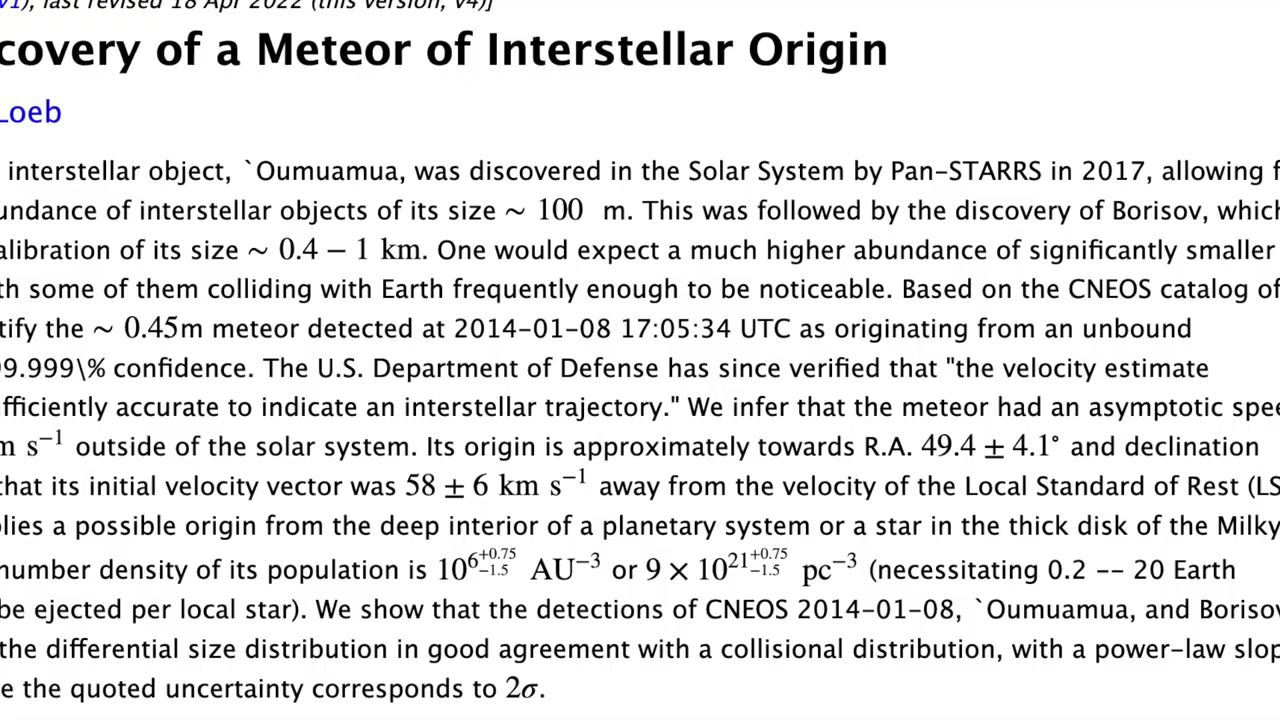 v1), last revised 18 Apr 2022 (this version, v4)]
covery of a Meteor of Interstellar Origin
Loeb
interstellar object, `Oumuamua, was discovered in the Solar System by Pan-STARRS in 2017, allowing f
undance of interstellar objects of its size ∼ 100 m. This was followed by the discovery of Borisov, which
alibration of its size ∼ 0.4 − 1 km. One would expect a much higher abundance of significantly smaller
th some of them colliding with Earth frequently enough to be noticeable. Based on the CNEOS catalog of
tify the ∼ 0.45m meteor detected at 2014-01-08 17:05:34 UTC as originating from an unbound
99.999\% confidence. The U.S. Department of Defense has since verified that "the velocity estimate
fficiently accurate to indicate an interstellar trajectory." We infer that the meteor had an asymptotic spee
m s⁻¹ outside of the solar system. Its origin is approximately towards R.A. 49.4 ± 4.1° and declination
that its initial velocity vector was 58 ± 6 km s⁻¹ away from the velocity of the Local Standard of Rest (LS
plies a possible origin from the deep interior of a planetary system or a star in the thick disk of the Milky
number density of its population is 10^{6^{+0.75}_{-1.5}} AU⁻³ or 9 × 10^{21^{+0.75}_{-1.5}} pc⁻³ (necessitating 0.2 -- 20 Earth
be ejected per local star). We show that the detections of CNEOS 2014-01-08, `Oumuamua, and Borisov
the differential size distribution in good agreement with a collisional distribution, with a power-law slop
e the quoted uncertainty corresponds to 2σ.